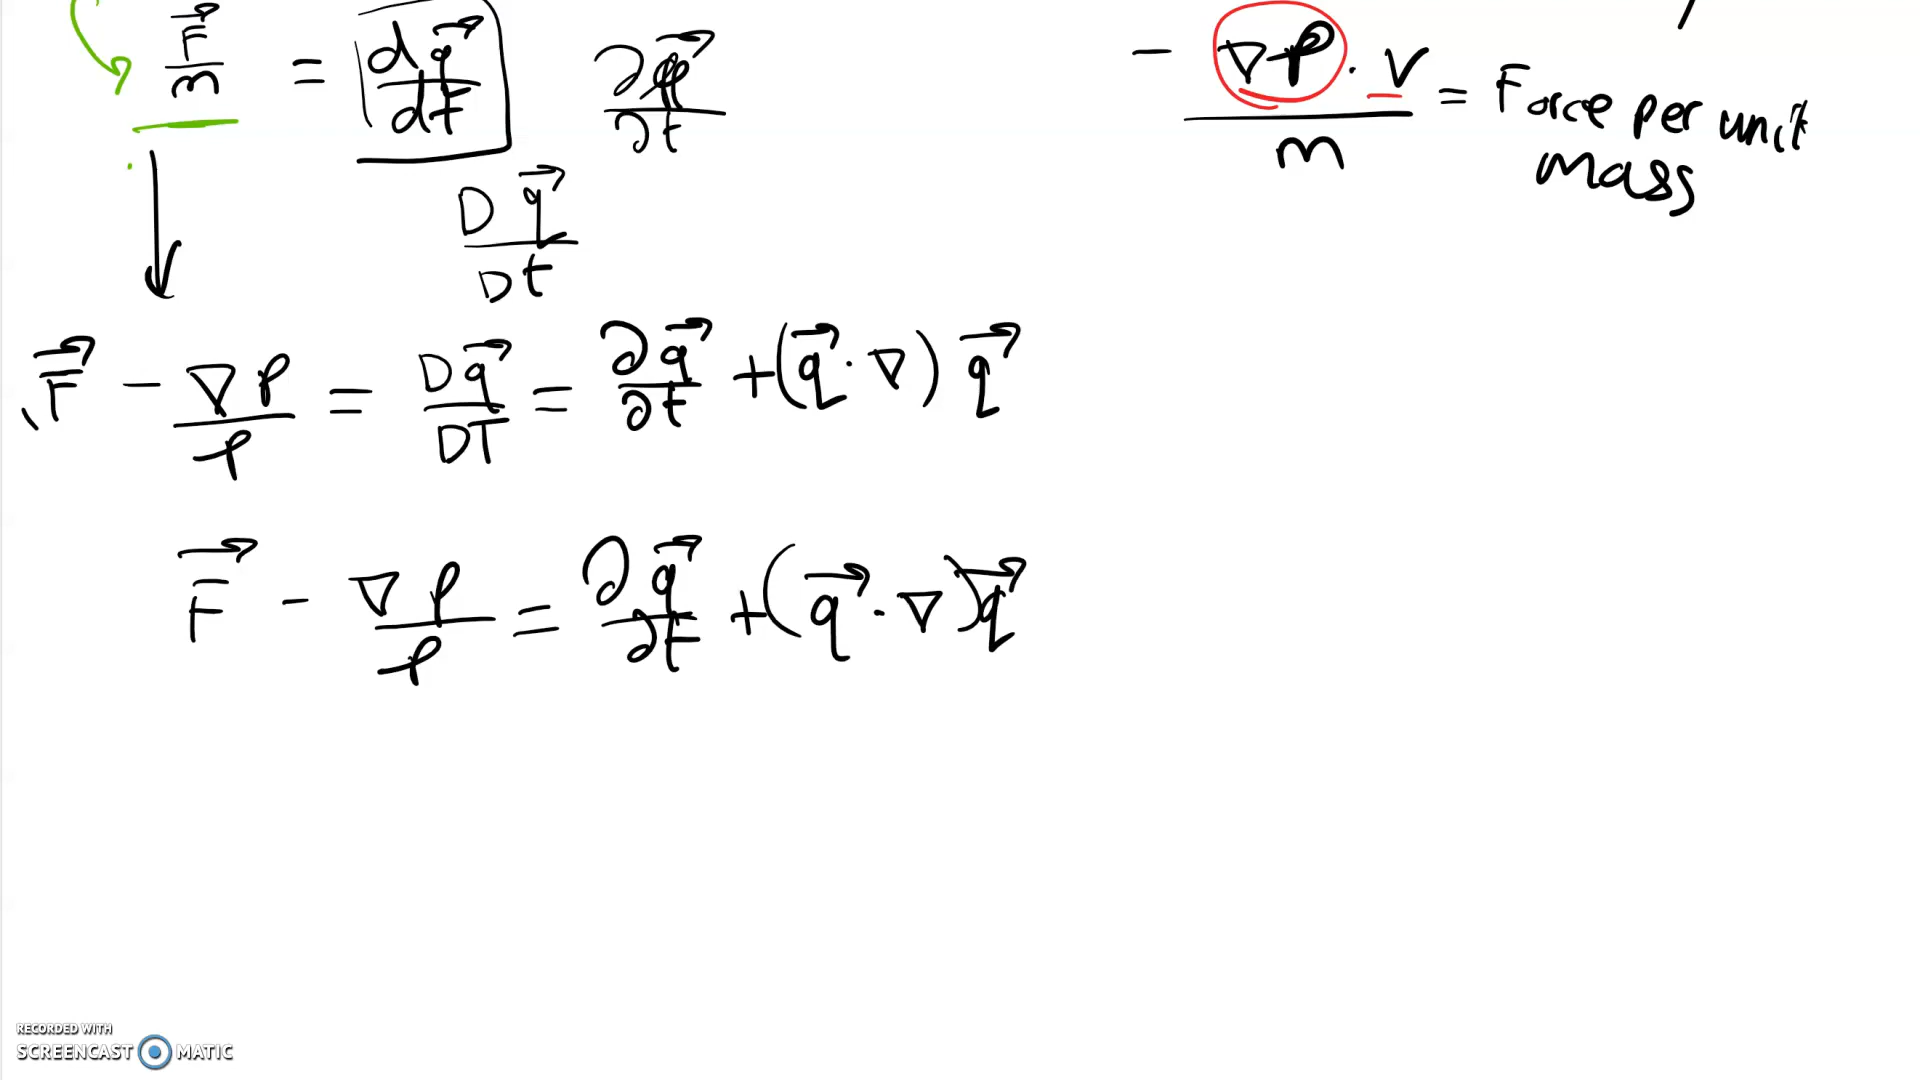 F⃗/m = dq⃗/dt ∂q⃗/∂t
Dq⃗/Dt
- ∇P · V / m = Force per unit mass
F⃗ - ∇P/ρ = Dq⃗/DT = ∂q⃗/∂t + (q⃗ · ∇) q⃗
F⃗ - ∇P/ρ = ∂q⃗/∂t + (q⃗ · ∇) q⃗
RECORDED WITH
SCREENCAST MATIC